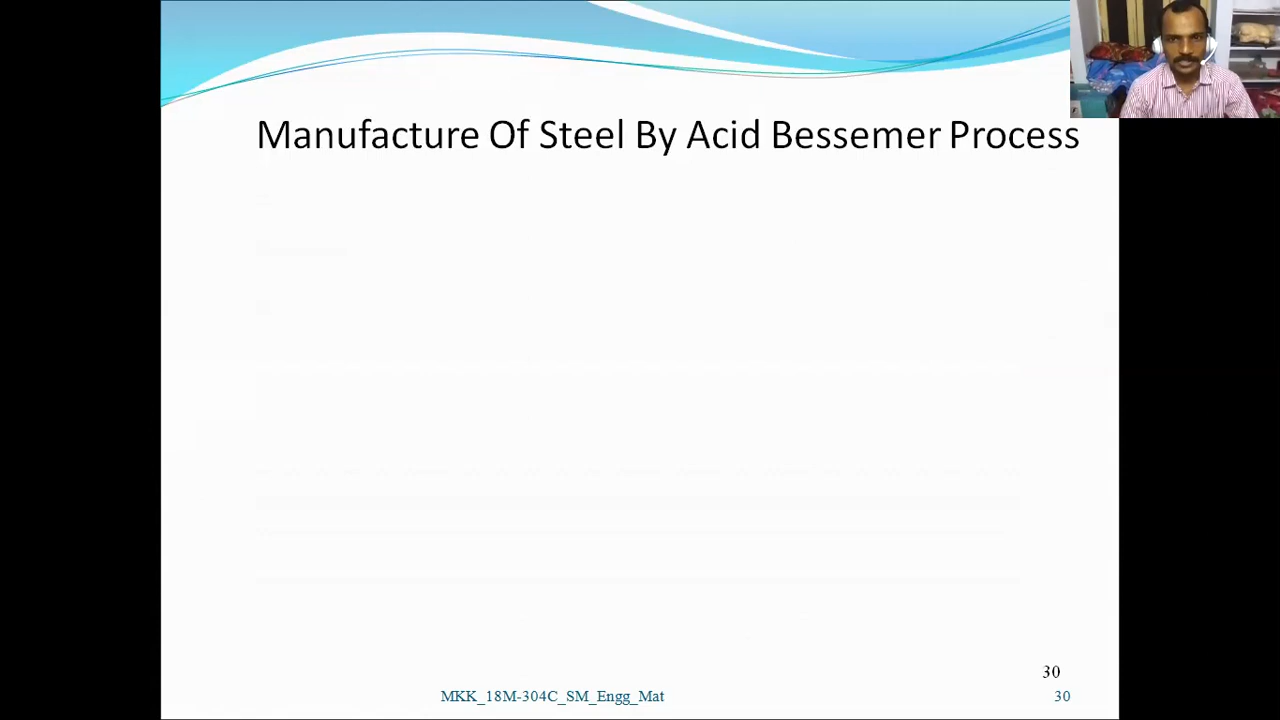 Manufacture Of Steel By Acid Bessemer Process
30
MKK_18M-304C_SM_Engg_Mat
30